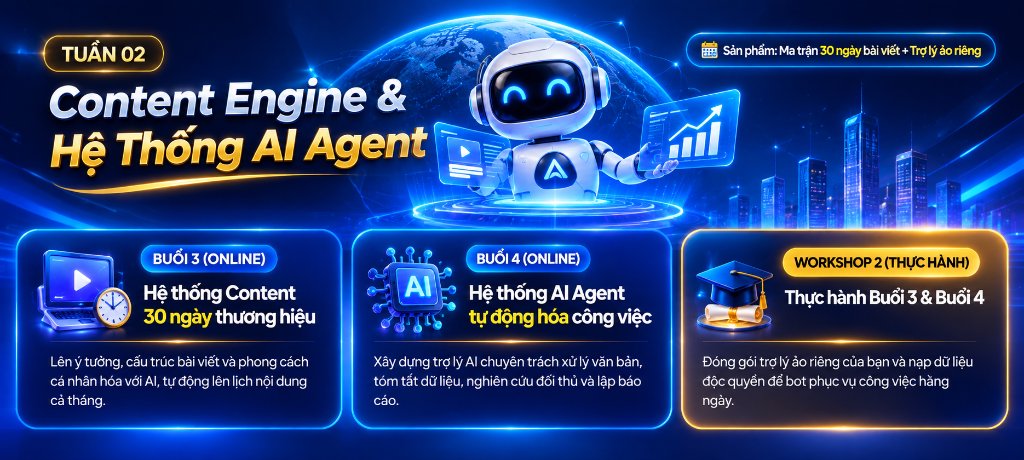 TUẦN 02
Content Engine &
Hệ Thống AI Agent
Sản phẩm: Ma trận 30 ngày bài viết + Trợ lý ảo riêng
BUỔI 3 (ONLINE)
Hệ thống Content
30 ngày thương hiệu
Lên ý tưởng, cấu trúc bài viết và phong cách
cá nhân hóa với AI, tự động lên lịch nội dung
cả tháng.
AI
BUỔI 4 (ONLINE)
Hệ thống AI Agent
tự động hóa công việc
Xây dựng trợ lý AI chuyên trách xử lý văn bản,
tóm tắt dữ liệu, nghiên cứu đối thủ và lập báo
cáo.
WORKSHOP 2 (THỰC HÀNH)
Thực hành Buổi 3 & Buổi 4
Đóng gói trợ lý ảo riêng của bạn và nạp dữ liệu
độc quyền để bot phục vụ công việc hàng
ngày.